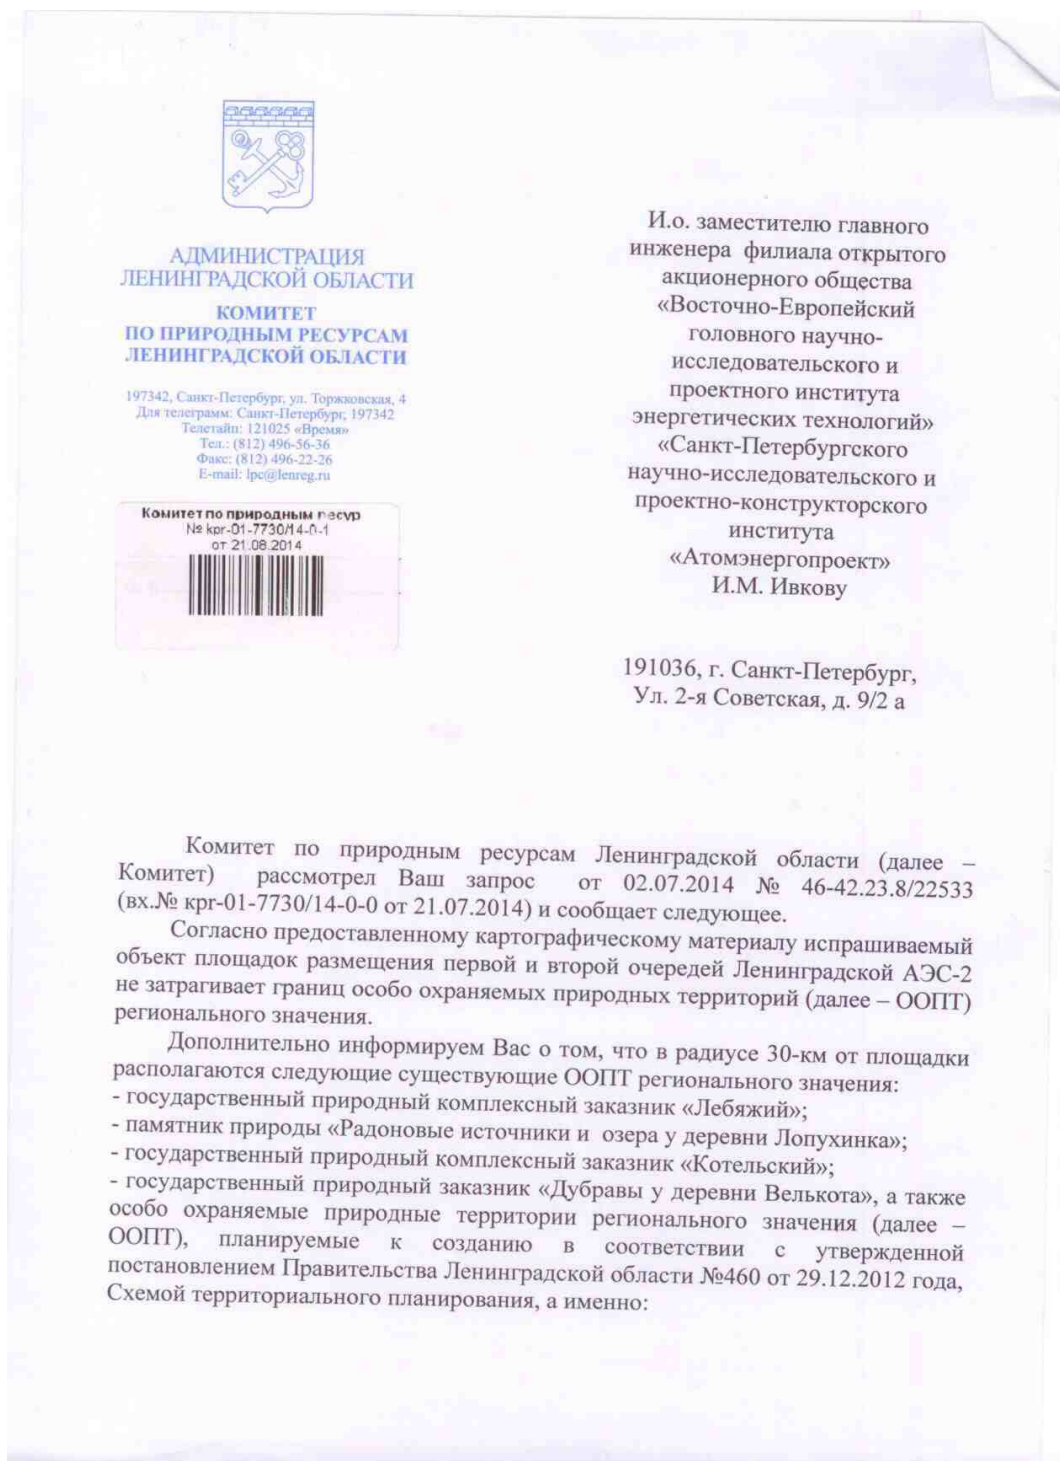 АДМИНИСТРАЦИЯ
ЛЕНИНГРАДСКОЙ ОБЛАСТИ
КОМИТЕТ
ПО ПРИРОДНЫМ РЕСУРСАМ
ЛЕНИНГРАДСКОЙ ОБЛАСТИ
197342, Санкт-Петербург, ул. Торжковская, 4
Для телеграмм: Санкт-Петербург, 197342
Телетайп: 121025 «Время»
Тел.: (812) 496-56-36
Факс: (812) 496-22-26
E-mail: lpc@lenreg.ru
Комитет по природным ресур
№ kpr-01-7730/14-0-1
от 21.08.2014
И.о. заместителю главного
инженера филиала открытого
акционерного общества
«Восточно-Европейский
головного научно-
исследовательского и
проектного института
энергетических технологий»
«Санкт-Петербургского
научно-исследовательского и
проектно-конструкторского
института
«Атомэнергопроект»
И.М. Ивкову
191036, г. Санкт-Петербург,
Ул. 2-я Советская, д. 9/2 а
Комитет по природным ресурсам Ленинградской области (далее –
Комитет) рассмотрел Ваш запрос от 02.07.2014 № 46-42.23.8/22533
(вх.№ kpr-01-7730/14-0-0 от 21.07.2014) и сообщает следующее.
Согласно предоставленному картографическому материалу испрашиваемый
объект площадок размещения первой и второй очередей Ленинградской АЭС-2
не затрагивает границ особо охраняемых природных территорий (далее – ООПТ)
регионального значения.
Дополнительно информируем Вас о том, что в радиусе 30-км от площадки
располагаются следующие существующие ООПТ регионального значения:
- государственный природный комплексный заказник «Лебяжий»;
- памятник природы «Радоновые источники и озера у деревни Лопухинка»;
- государственный природный комплексный заказник «Котельский»;
- государственный природный заказник «Дубравы у деревни Велькота», а также
особо охраняемые природные территории регионального значения (далее –
ООПТ), планируемые к созданию в соответствии с утвержденной
постановлением Правительства Ленинградской области №460 от 29.12.2012 года,
Схемой территориального планирования, а именно: